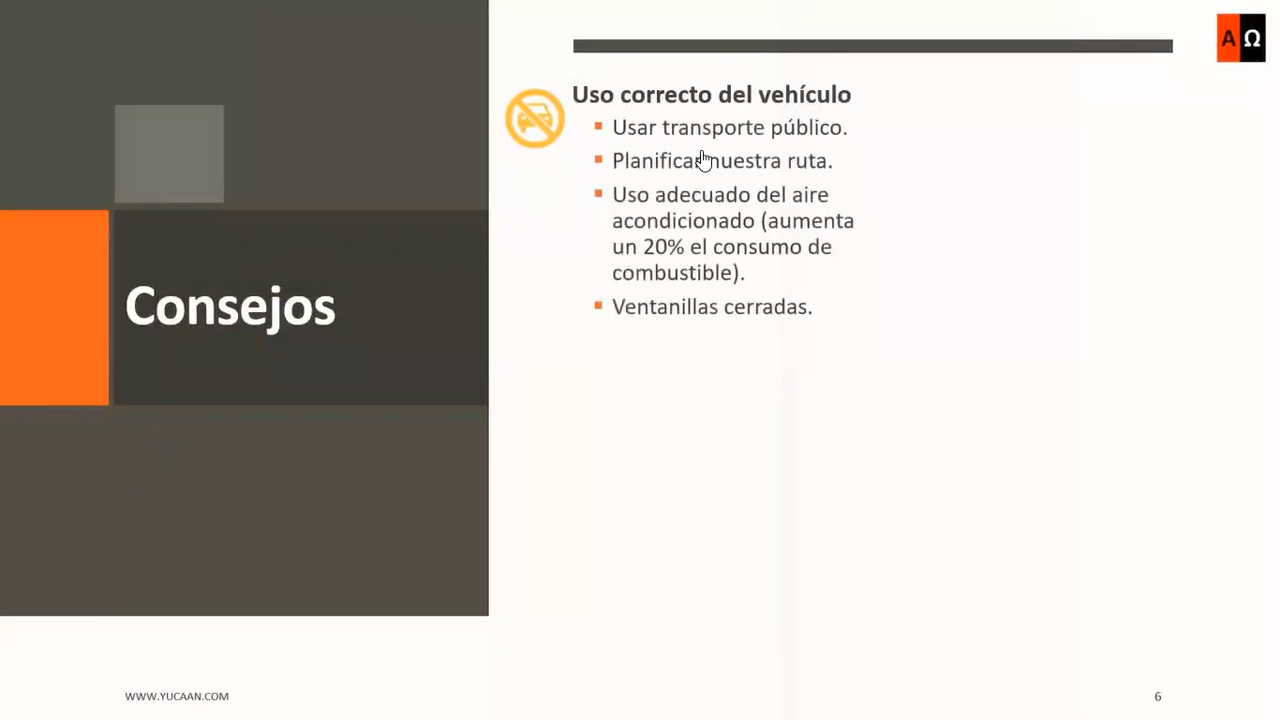 ΑΩ
Uso correcto del vehículo
Usar transporte público.
Planificar nuestra ruta.
Uso adecuado del aire
acondicionado (aumenta
un 20% el consumo de
combustible).
Ventanillas cerradas.
Consejos
WWW.YUCAAN.COM
6